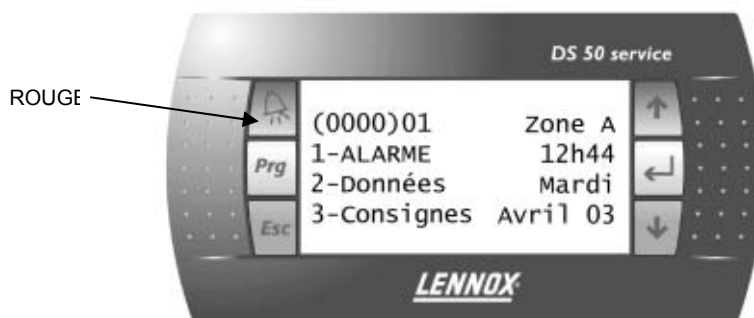 DS 50 service
ROUGE
(0000)01 Zone A
1-ALARME 12h44
Prg
2-Données Mardi
3-Consignes Avril 03
Esc
LENNOX